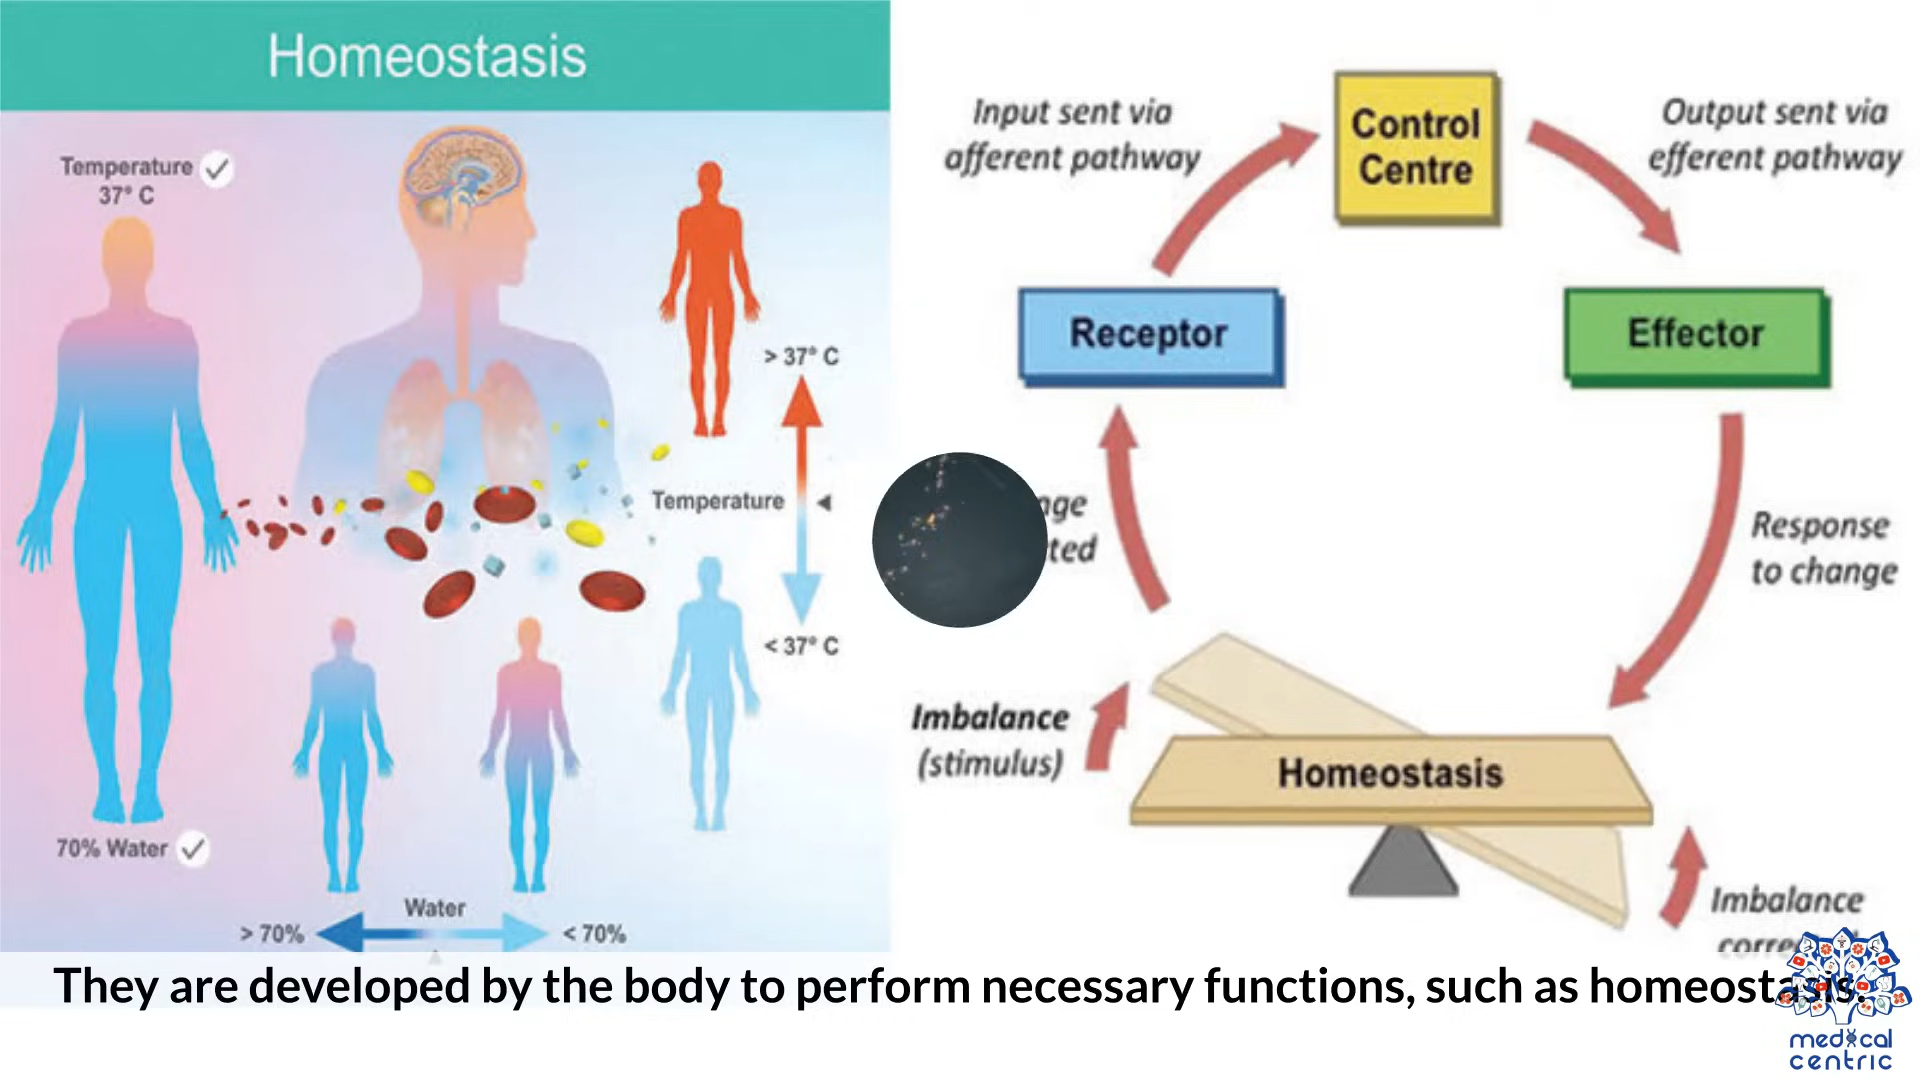 Homeostasis
Temperature
37° C
> 37° C
Temperature
< 37° C
70% Water
Water
> 70%
< 70%
Input sent via
afferent pathway
Control
Centre
Output sent via
efferent pathway
Receptor
Effector
Response
to change
Imbalance
(stimulus)
Homeostasis
Imbalance
They are developed by the body to perform necessary functions, such as homeostasis.
medical
centric